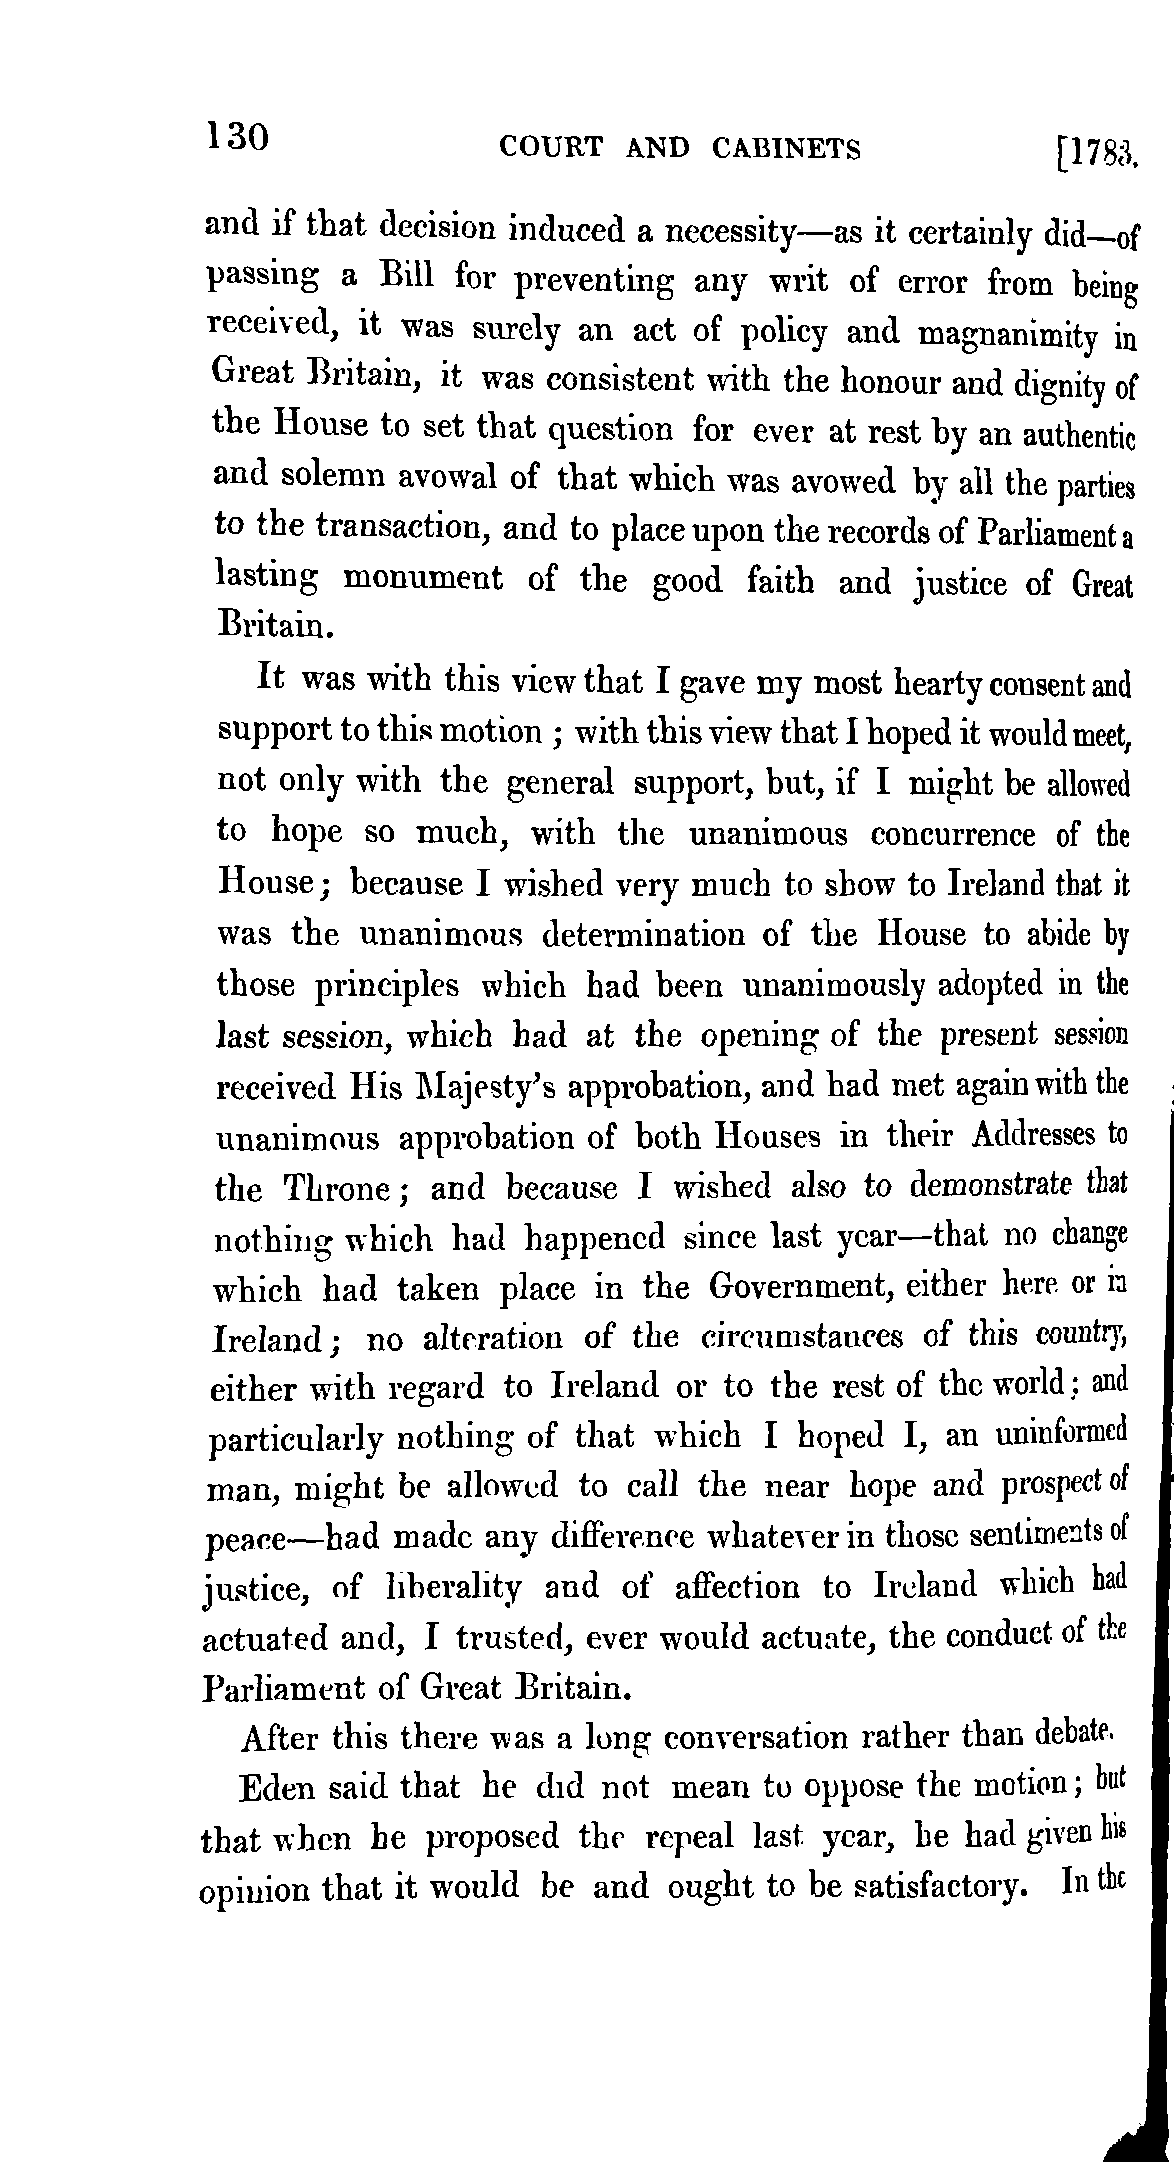 130 COURT AND CABINETS [1783.
and if that decision induced a necessity—as it certainly did—of
passing a Bill for preventing any writ of error from being
received, it was surely an act of policy and magnanimity in
Great Britain, it was consistent with the honour and dignity of
the House to set that question for ever at rest by an authentic
and solemn avowal of that which was avowed by all the parties
to the transaction, and to place upon the records of Parliament a
lasting monument of the good faith and justice of Great
Britain.
It was with this view that I gave my most hearty consent and
support to this motion ; with this view that I hoped it would meet,
not only with the general support, but, if I might be allowed
to hope so much, with the unanimous concurrence of the
House; because I wished very much to show to Ireland that it
was the unanimous determination of the House to abide by
those principles which had been unanimously adopted in the
last session, which had at the opening of the present session
received His Majesty's approbation, and had met again with the
unanimous approbation of both Houses in their Addresses to
the Throne ; and because I wished also to demonstrate that
nothing which had happened since last year—that no change
which had taken place in the Government, either here or in
Ireland ; no alteration of the circumstances of this country,
either with regard to Ireland or to the rest of the world; and
particularly nothing of that which I hoped I, an uninformed
man, might be allowed to call the near hope and prospect of
peace—had made any difference whatever in those sentiments of
justice, of liberality and of affection to Ireland which had
actuated and, I trusted, ever would actuate, the conduct of the
Parliament of Great Britain.
After this there was a long conversation rather than debate.
Eden said that he did not mean to oppose the motion ; but
that when he proposed the repeal last year, he had given his
opinion that it would be and ought to be satisfactory. In the